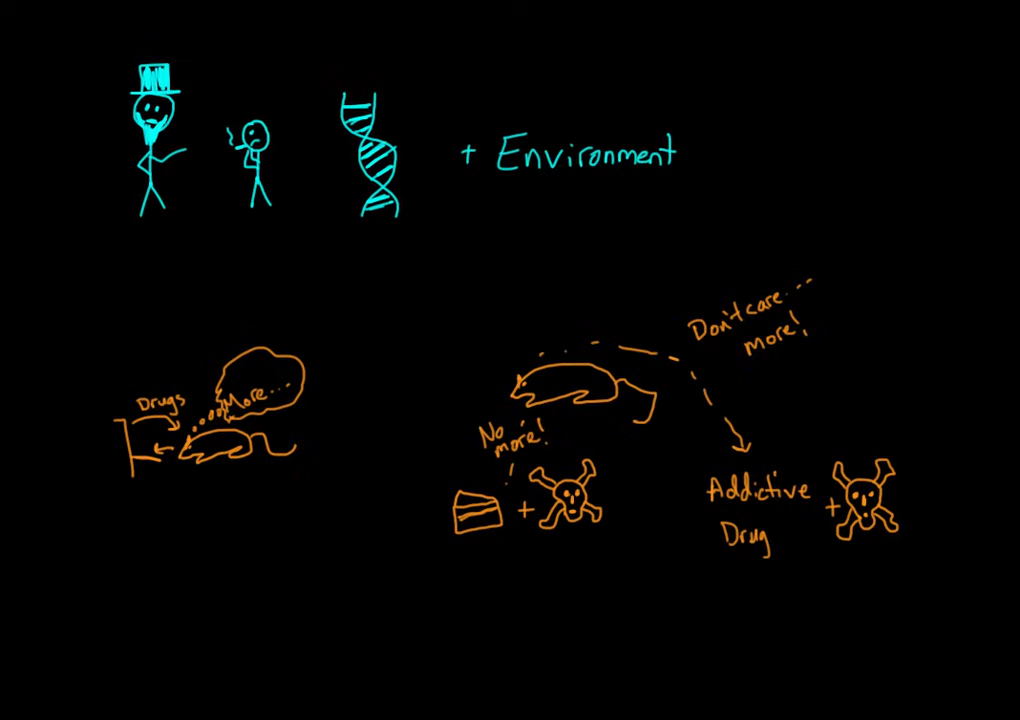 + Environment
Drugs
More...
No
more!
+
Don't care...
more!
Addictive
Drug
+